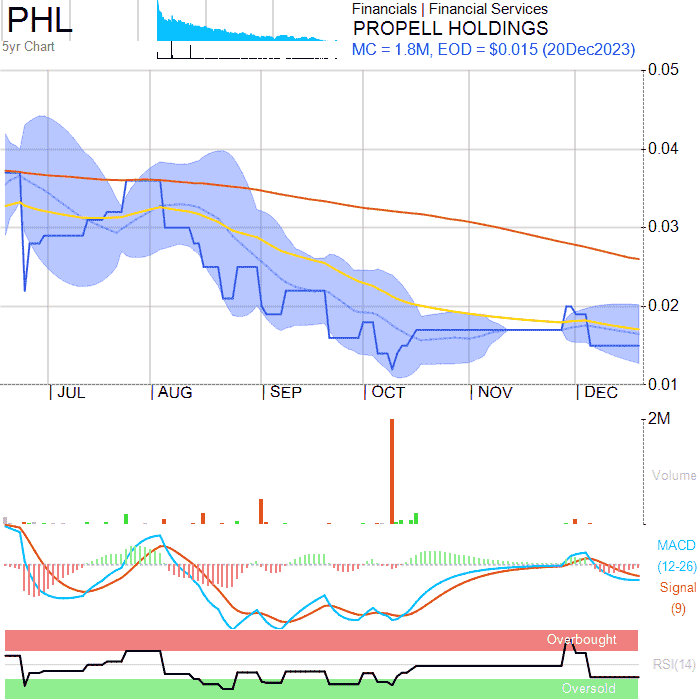 PHL
5yr Chart
Financials | Financial Services
PROPELL HOLDINGS
MC = 1.8M, EOD = $0.015 (20Dec2023)
0.05
0.04
0.03
0.02
0.01
JUL
AUG
SEP
OCT
NOV
DEC
2M
Volume
MACD
(12-26)
Signal
(9)
Overbought
RSI(14)
Oversold